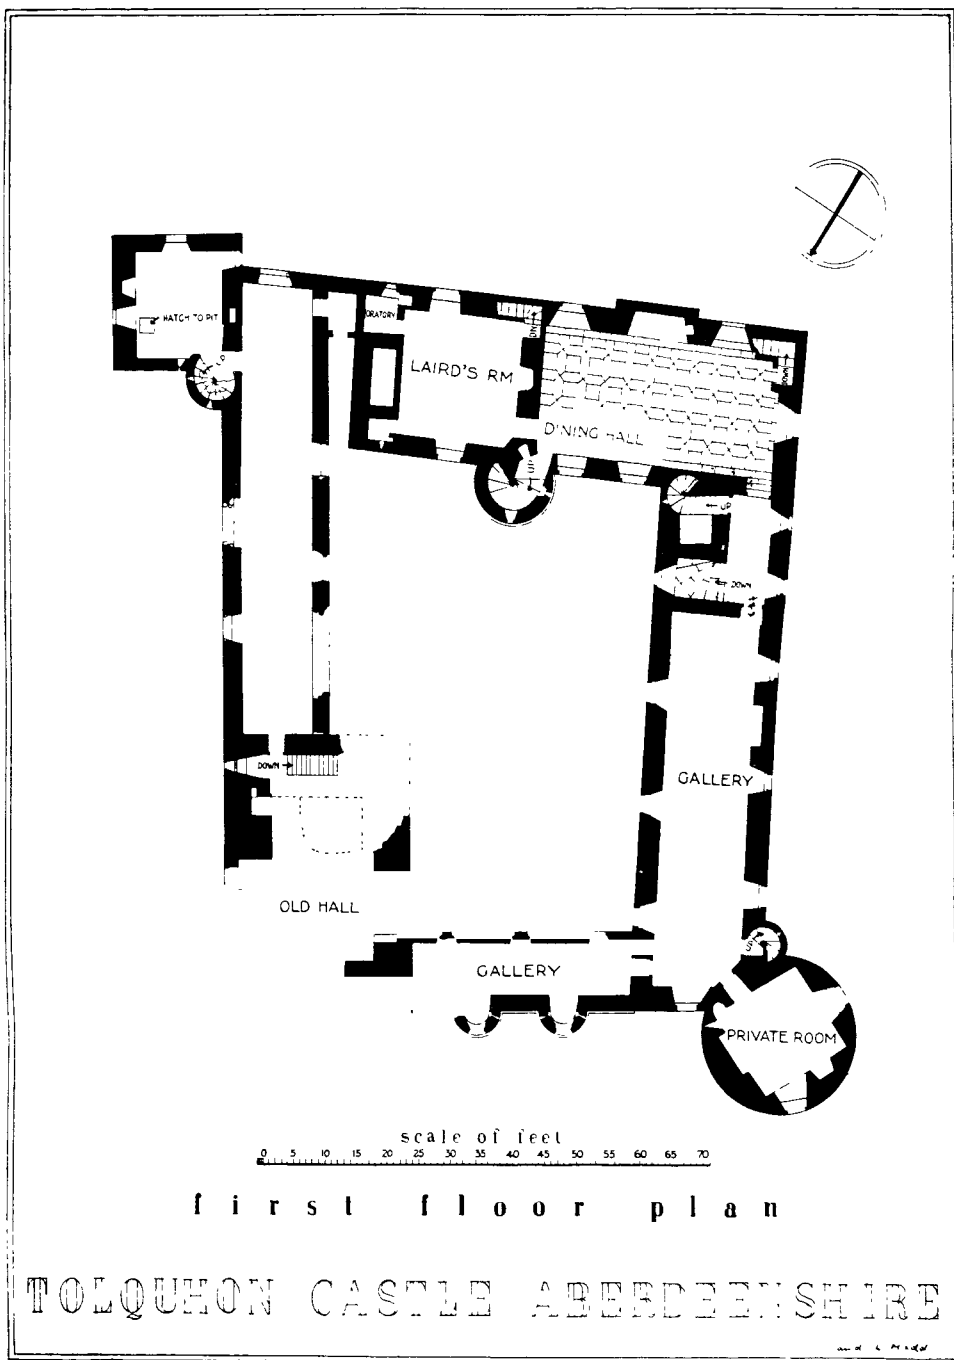 HATCH TO PIT
UP
ORATORY
DN
LAIRD'S RM
DINING HALL
DOWN
UP
DOWN
DOWN
GALLERY
OLD HALL
GALLERY
PRIVATE ROOM
scale of feet
0 5 10 15 20 25 30 35 40 45 50 55 60 65 70
first floor plan
TOLQUHON CASTLE ABERDEENSHIRE